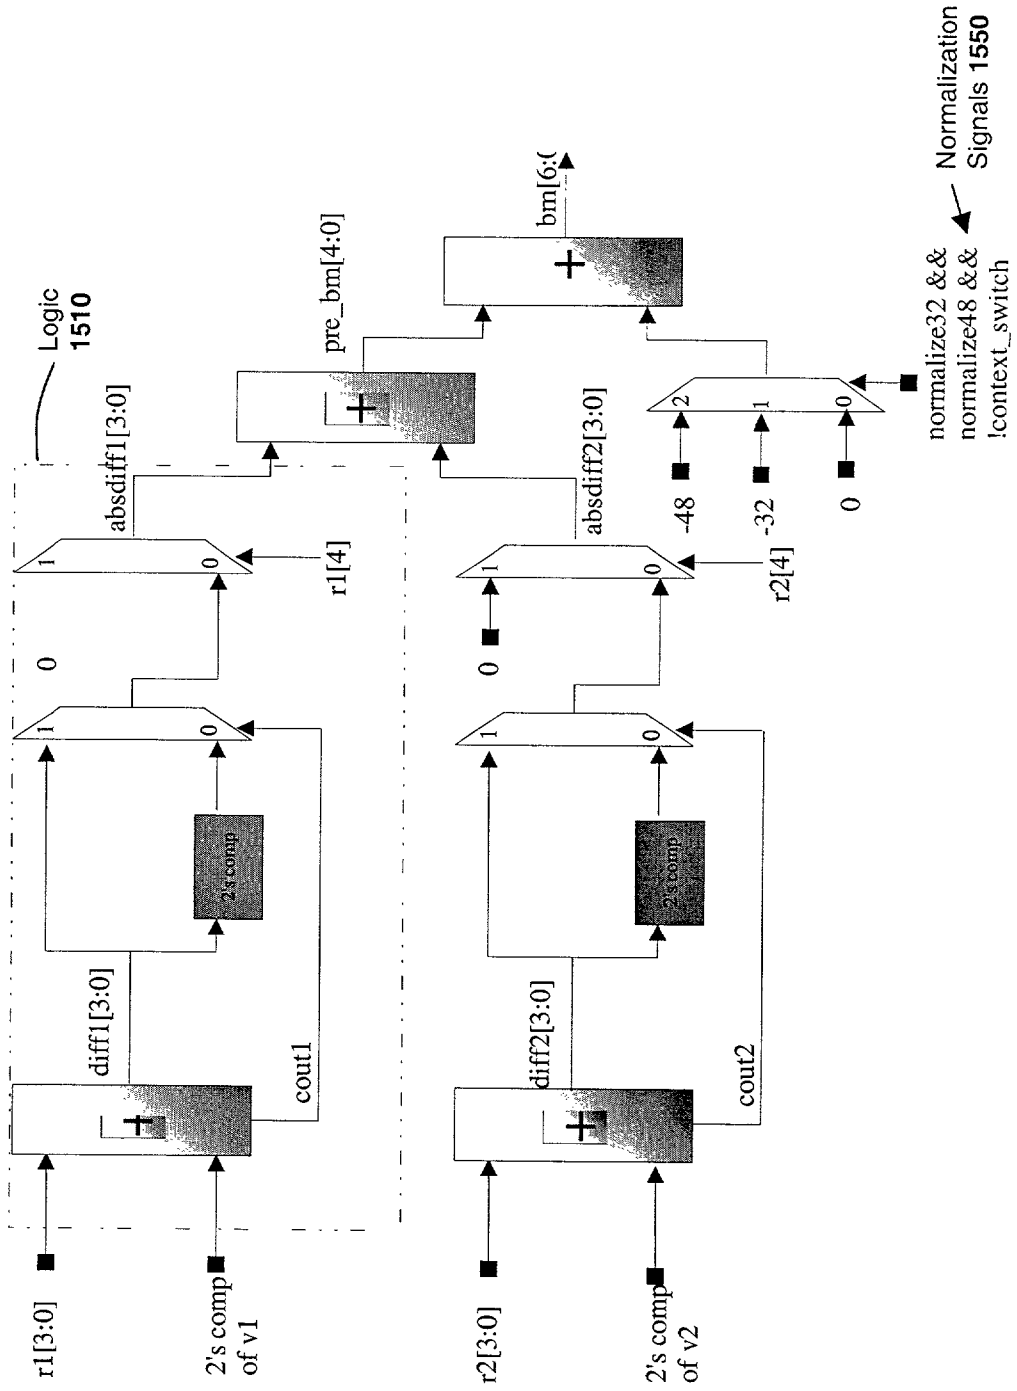 Logic
1510
r1[3:0]
2's comp
of v1
+
diff1[3:0]
cout1
2's comp
1
0
0
1
0
r1[4]
absdiff1[3:0]
+
pre_bm[4:0]
r2[3:0]
2's comp
of v2
+
diff2[3:0]
cout2
2's comp
1
0
0
1
0
r2[4]
absdiff2[3:0]
+
bm[6:(
-48
-32
0
2
1
0
normalize32 &&
normalize48 &&
!context_switch
Normalization
Signals 1550